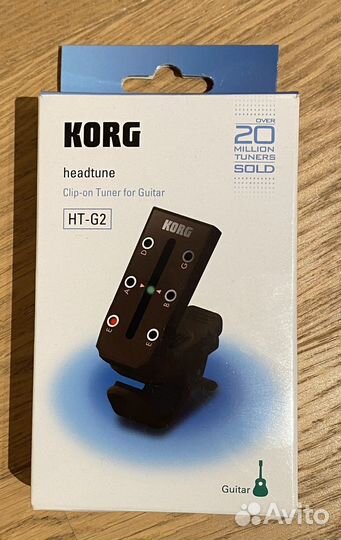 KORG
OVER
20
MILLION
TUNERS
SOLD
headtune
Clip-on Tuner for Guitar
HT-G2
KORG
D
G
A
B
E
E
Guitar
Avito